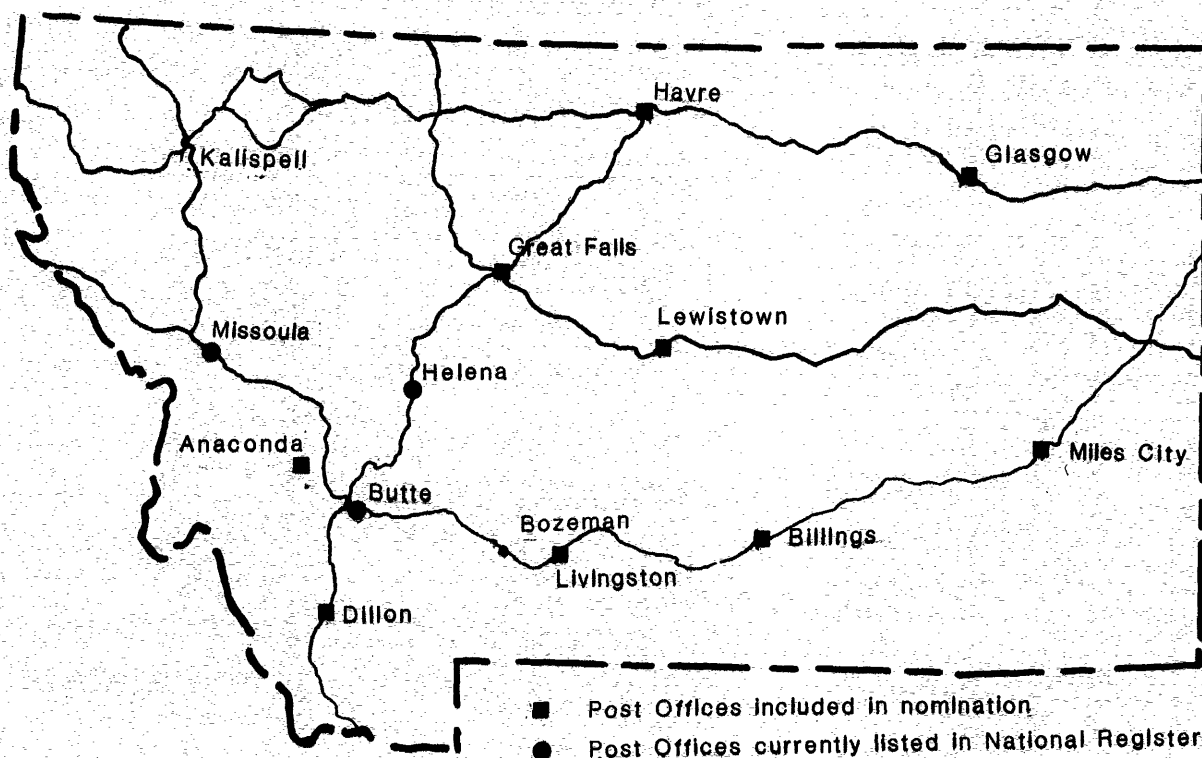 Havre
Kalispell
Glasgow
Great Falls
Lewistown
Missoula
Helena
Anaconda
Miles City
Butte
Bozeman
Billings
Livingston
Dillon
Post Offices included in nomination
Post Offices currently listed in National Register